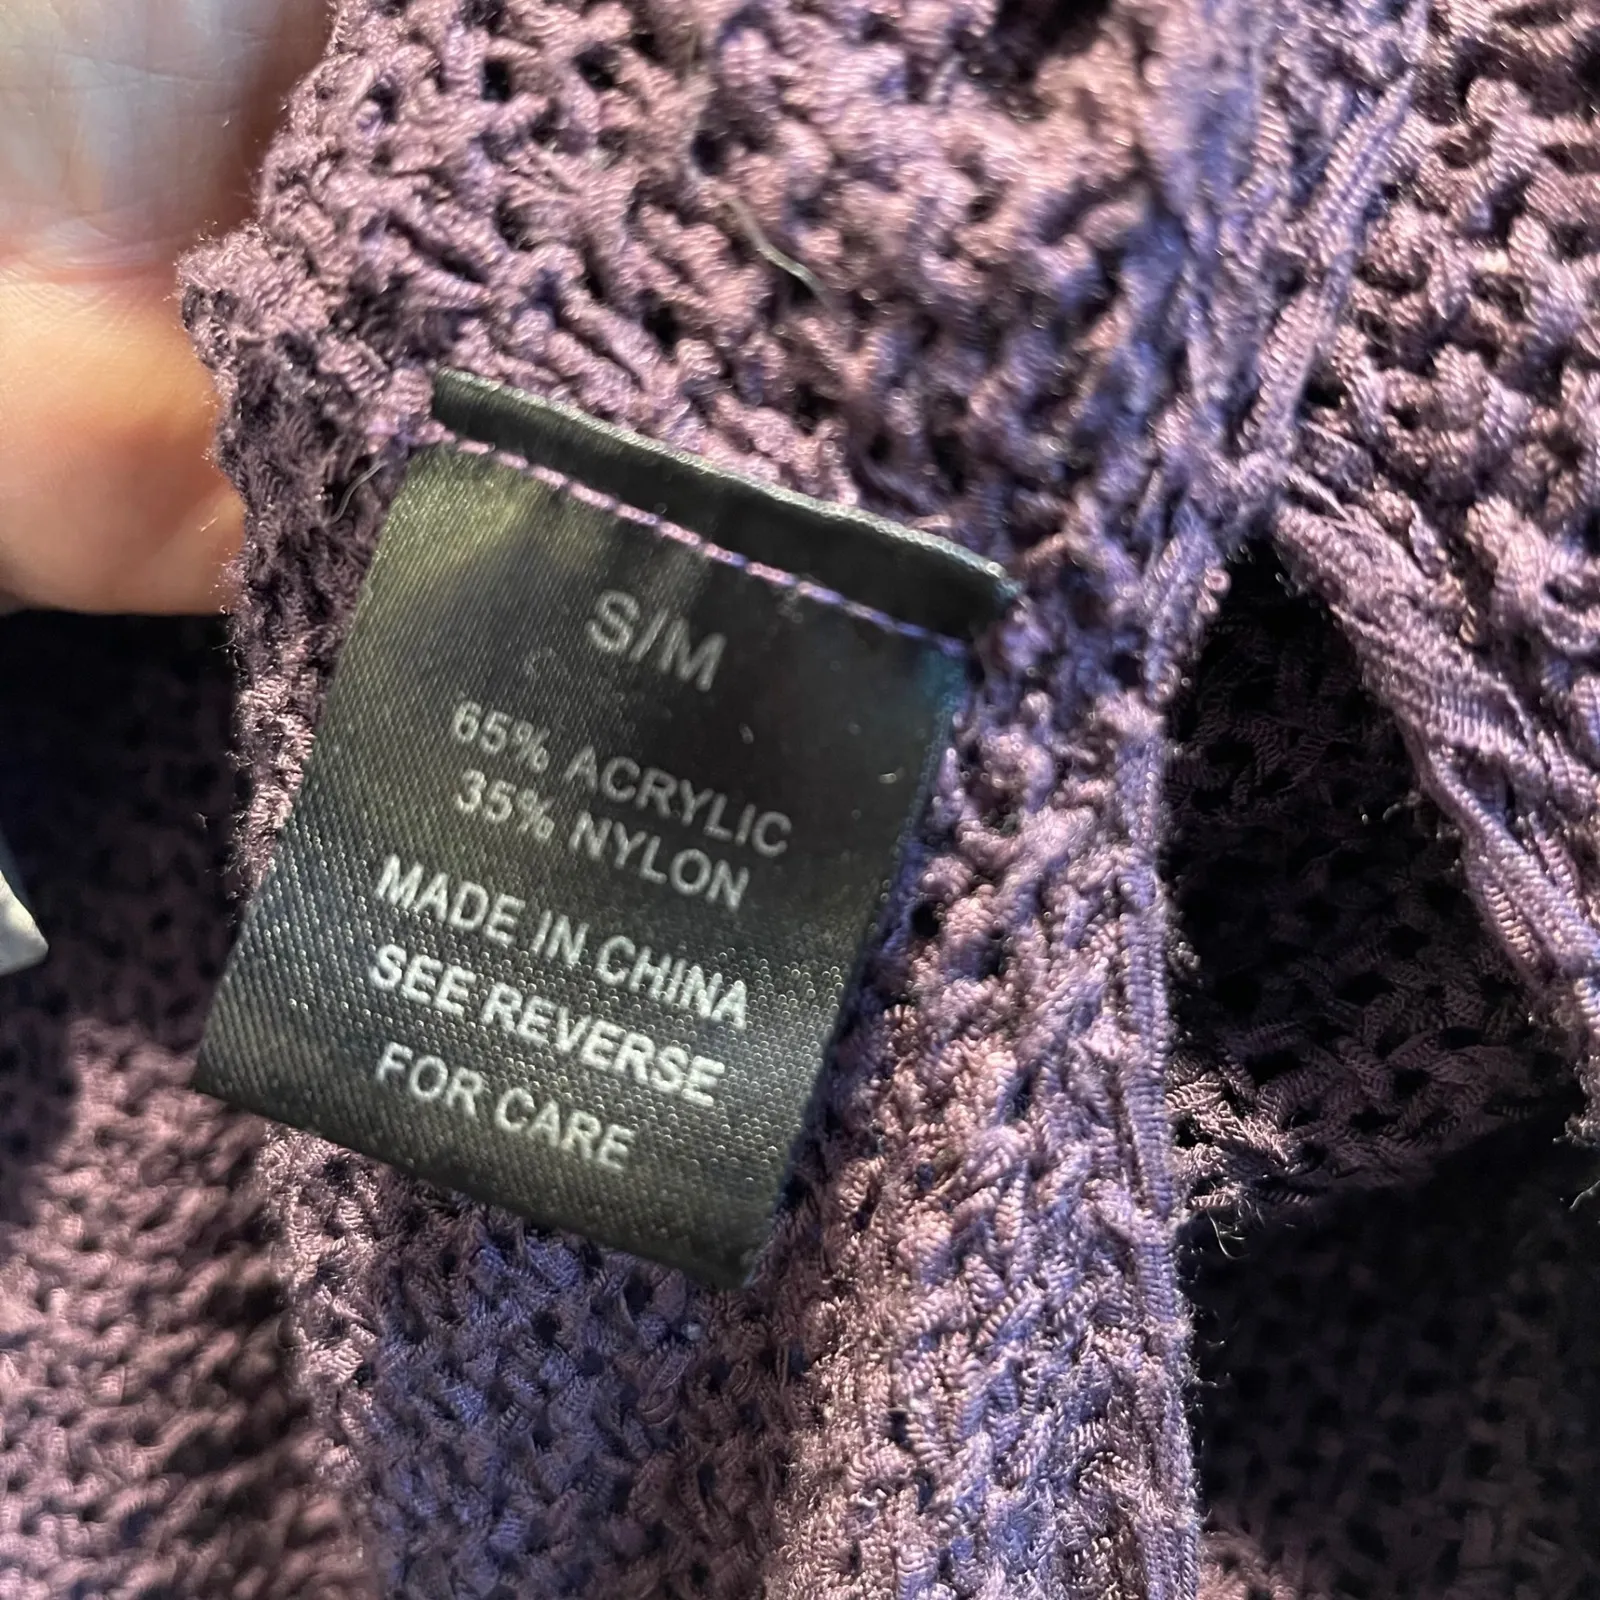 S/M
65% ACRYLIC
35% NYLON
MADE IN CHINA
SEE REVERSE
FOR CARE